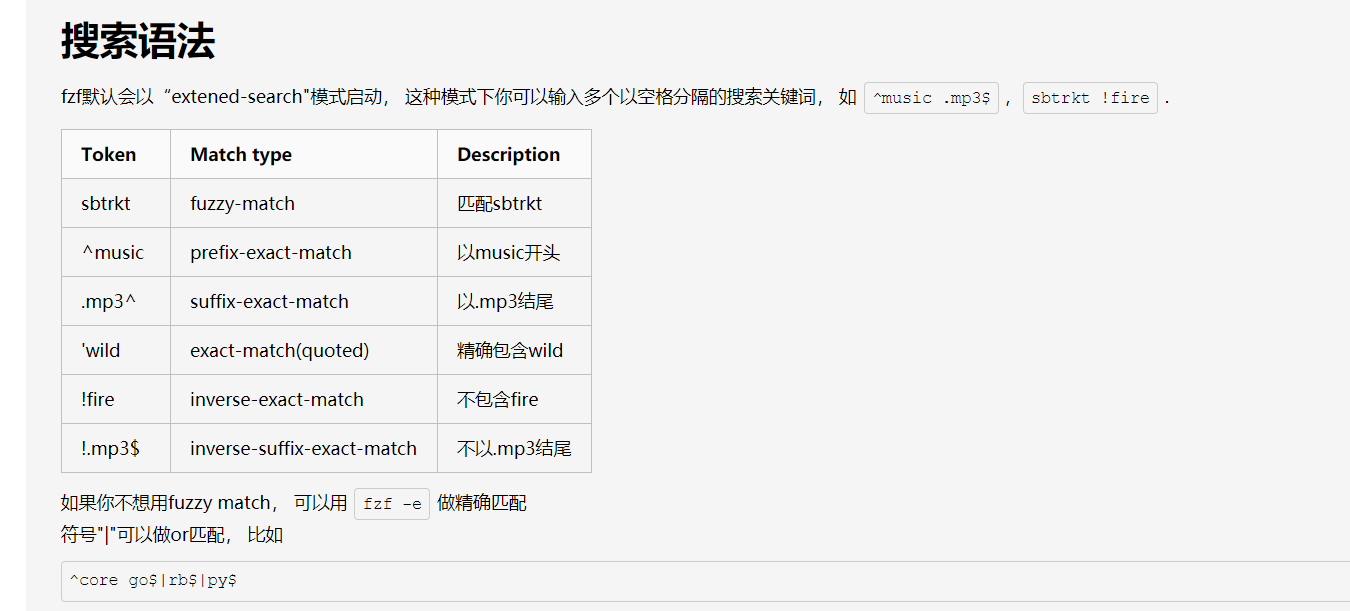 搜索语法
fzf默认会以“extened-search"模式启动， 这种模式下你可以输入多个以空格分隔的搜索关键词， 如 ^music .mp3$ ， sbtrkt !fire .
Token Match type Description
sbtrkt fuzzy-match 匹配sbtrkt
^music prefix-exact-match 以music开头
.mp3^ suffix-exact-match 以.mp3结尾
'wild exact-match(quoted) 精确包含wild
!fire inverse-exact-match 不包含fire
!.mp3$ inverse-suffix-exact-match 不以.mp3结尾
如果你不想用fuzzy match， 可以用 fzf -e 做精确匹配
符号"|"可以做or匹配， 比如
^core go$|rb$|py$